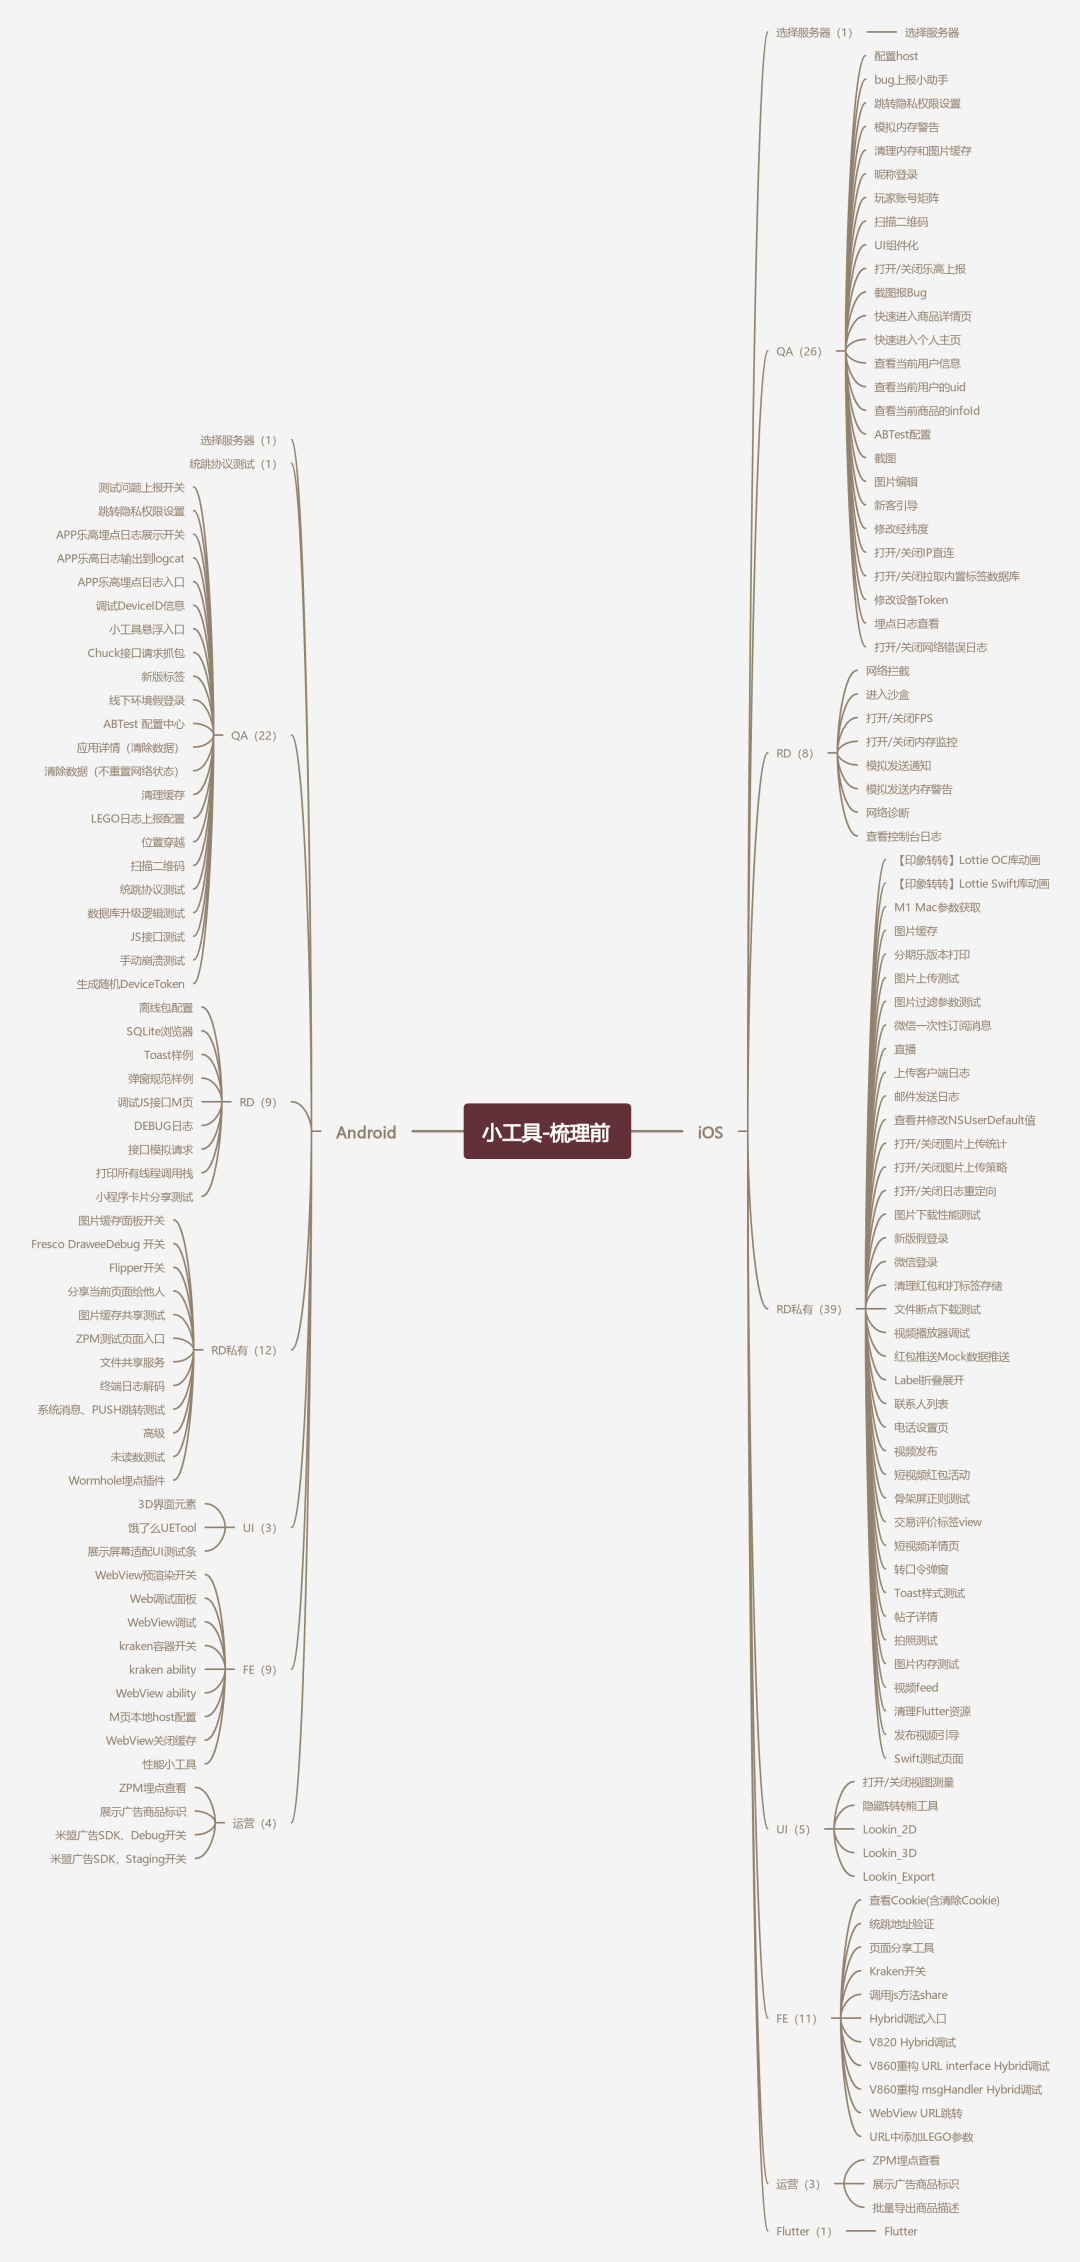 小工具-梳理前
Android
选择服务器（1）
统跳协议测试（1）
QA（22）
测试问题上报开关
跳转隐私权限设置
APP乐高埋点日志展示开关
APP乐高日志输出到logcat
APP乐高埋点日志入口
调试DeviceID信息
小工具悬浮入口
Chuck接口请求抓包
新版标签
线下环境假登录
ABTest 配置中心
应用详情（清除数据）
清除数据（不重置网络状态）
清理缓存
LEGO日志上报配置
位置穿越
扫描二维码
统跳协议测试
数据库升级逻辑测试
JS接口测试
手动崩溃测试
生成随机DeviceToken
RD（9）
离线包配置
SQLite浏览器
Toast样例
弹窗规范样例
调试JS接口M页
DEBUG日志
接口模拟请求
打印所有线程调用栈
小程序卡片分享测试
RD私有（12）
图片缓存面板开关
Fresco DraweeDebug 开关
Flipper开关
分享当前页面给他人
图片缓存共享测试
ZPM测试页面入口
文件共享服务
终端日志解码
系统消息、PUSH跳转测试
高级
未读数测试
Wormhole埋点插件
UI（3）
3D界面元素
饿了么UETool
展示屏幕适配UI测试条
FE（9）
WebView预渲染开关
Web调试面板
WebView调试
kraken容器开关
kraken ability
WebView ability
M页本地host配置
WebView关闭缓存
性能小工具
运营（4）
ZPM埋点查看
展示广告商品标识
米盟广告SDK、Debug开关
米盟广告SDK，Staging开关
iOS
选择服务器（1）
选择服务器
QA（26）
配置host
bug上报小助手
跳转隐私权限设置
模拟内存警告
清理内存和图片缓存
昵称登录
玩家账号矩阵
扫描二维码
UI组件化
打开/关闭乐高上报
截图报Bug
快速进入商品详情页
快速进入个人主页
查看当前用户信息
查看当前用户的uid
查看当前商品的infoId
ABTest配置
截图
图片编辑
新客引导
修改经纬度
打开/关闭IP直连
打开/关闭拉取内置标签数据库
修改设备Token
埋点日志查看
打开/关闭网络错误日志
RD（8）
网络拦截
进入沙盒
打开/关闭FPS
打开/关闭内存监控
模拟发送通知
模拟发送内存警告
网络诊断
查看控制台日志
RD私有（39）
【印象转转】Lottie OC库动画
【印象转转】Lottie Swift库动画
M1 Mac参数获取
图片缓存
分期乐版本打印
图片上传测试
图片过滤参数测试
微信一次性订阅消息
直播
上传客户端日志
邮件发送日志
查看并修改NSUserDefault值
打开/关闭图片上传统计
打开/关闭图片上传策略
打开/关闭日志重定向
图片下载性能测试
新版假登录
微信登录
清理红包和打标签存储
文件断点下载测试
视频播放器调试
红包推送Mock数据推送
Label折叠展开
联系人列表
电话设置页
视频发布
短视频红包活动
骨架屏正则测试
交易评价标签view
短视频详情页
转口令弹窗
Toast样式测试
帖子详情
拍照测试
图片内存测试
视频feed
清理Flutter资源
发布视频引导
Swift测试页面
UI（5）
打开/关闭视图测量
隐藏转转熊工具
Lookin_2D
Lookin_3D
Lookin_Export
FE（11）
查看Cookie(含清除Cookie)
统跳地址验证
页面分享工具
Kraken开关
调用js方法share
Hybrid调试入口
V820 Hybrid调试
V860重构 URL interface Hybrid调试
V860重构 msgHandler Hybrid调试
WebView URL跳转
URL中添加LEGO参数
运营（3）
ZPM埋点查看
展示广告商品标识
批量导出商品描述
Flutter（1）
Flutter